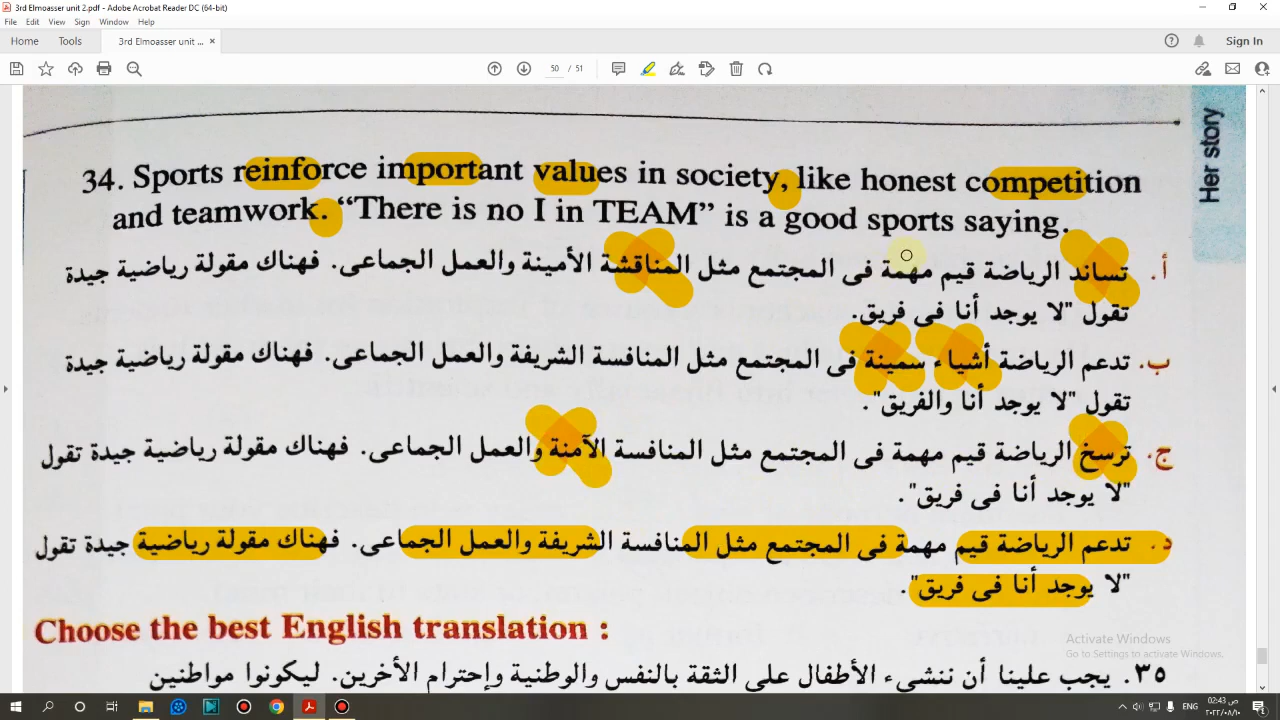 3rd Elmoasser unit 2.pdf - Adobe Acrobat Reader DC (64-bit)
File Edit View Sign Window Help
Home Tools 3rd Elmoasser unit ... × Sign In
50 / 51
Her story
34. Sports reinforce important values in society, like honest competition
and teamwork. “There is no I in TEAM” is a good sports saying.
أ. تساند الرياضة قيم مهمة فى المجتمع مثل المناقشة الأمينة والعمل الجماعى. فهناك مقولة رياضية جيدة
تقول "لا يوجد أنا فى فريق.
ب. تدعم الرياضة أشياء سمينة فى المجتمع مثل المنافسة الشريفة والعمل الجماعى. فهناك مقولة رياضية جيدة
تقول "لا يوجد أنا والفريق".
ج. ترسخ الرياضة قيم مهمة فى المجتمع مثل المنافسة الآمنة والعمل الجماعى. فهناك مقولة رياضية جيدة تقول
"لا يوجد أنا فى فريق".
د. تدعم الرياضة قيم مهمة فى المجتمع مثل المنافسة الشريفة والعمل الجماعى. فهناك مقولة رياضية جيدة تقول
"لا يوجد أنا فى فريق".
Choose the best English translation :
٣٥. يجب علينا أن ننشىء الأطفال على الثقة بالنفس والوطنية وإحترام الأخرين. ليكونوا مواطنين
Activate Windows
Go to Settings to activate Windows.
ENG 02:43 ص